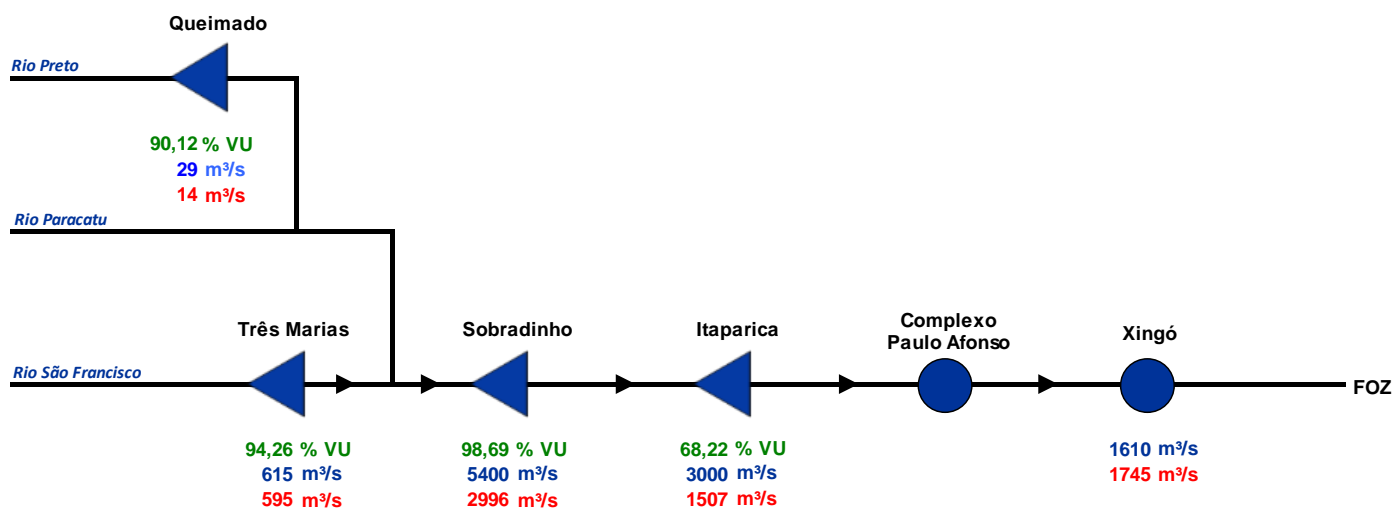 Queimado
Rio Preto
90,12 % VU
29 m³/s
14 m³/s
Rio Paracatu
Três Marias
Sobradinho
Itaparica
Complexo
Paulo Afonso
Xingó
Rio São Francisco
FOZ
94,26 % VU
615 m³/s
595 m³/s
98,69 % VU
5400 m³/s
2996 m³/s
68,22 % VU
3000 m³/s
1507 m³/s
1610 m³/s
1745 m³/s